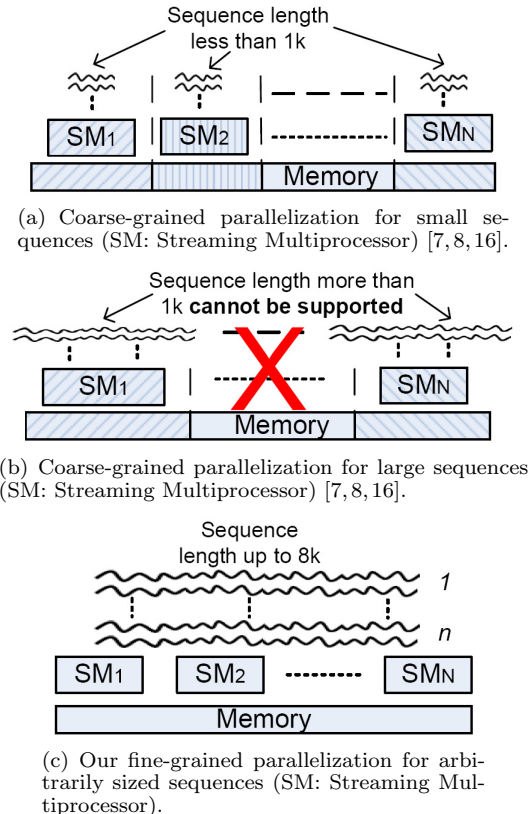 Sequence length
less than 1k
SM1 SM2 SMN
Memory
(a) Coarse-grained parallelization for small se-
quences (SM: Streaming Multiprocessor) [7, 8, 16].
Sequence length more than
1k cannot be supported
SM1 SMN
Memory
(b) Coarse-grained parallelization for large sequences
(SM: Streaming Multiprocessor) [7, 8, 16].
Sequence
length up to 8k
1
n
SM1 SM2 SMN
Memory
(c) Our fine-grained parallelization for arbi-
trarily sized sequences (SM: Streaming Mul-
tiprocessor).